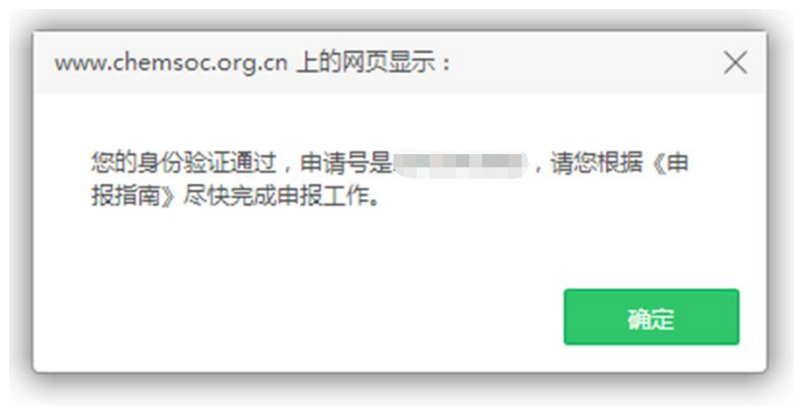 www.chemsoc.org.cn 上的网页显示：
您的身份验证通过，申请号是，请您根据《申
报指南》尽快完成申报工作。
确定